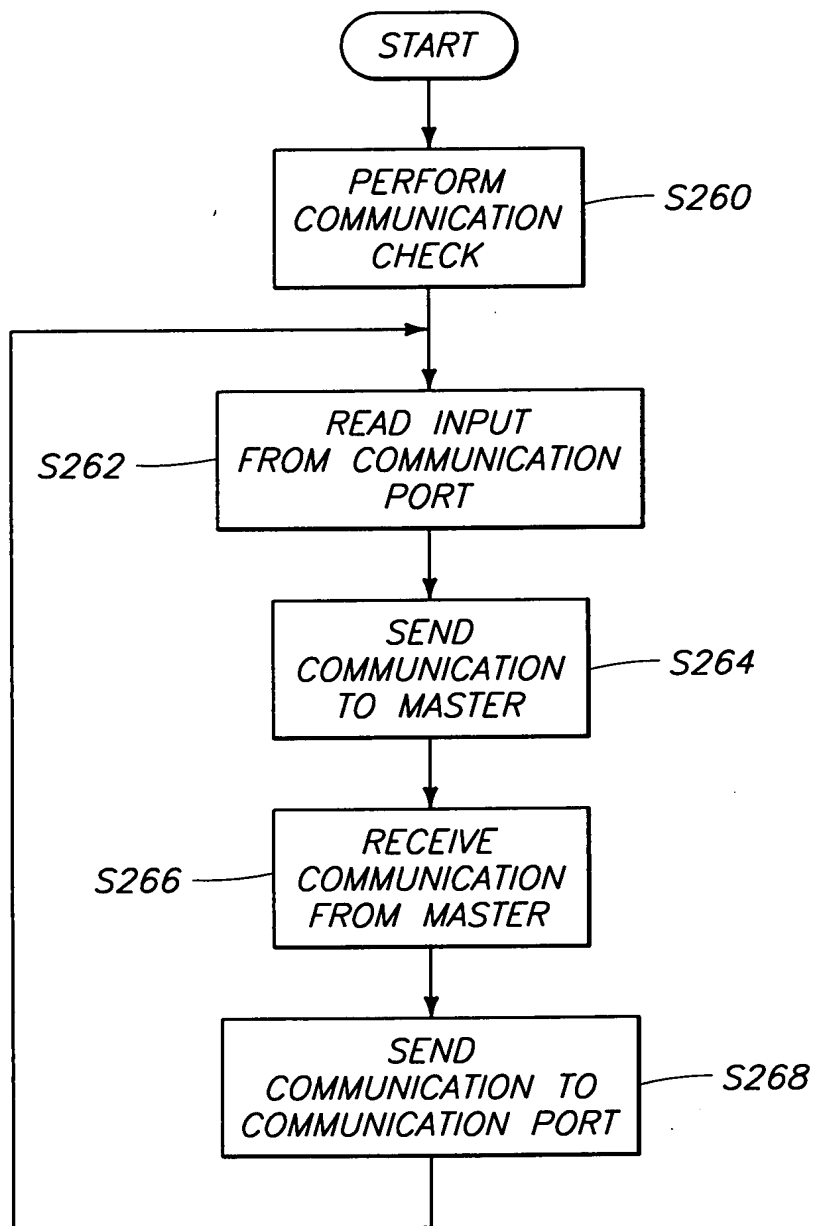 START
PERFORM
COMMUNICATION
CHECK
S260
READ INPUT
FROM COMMUNICATION
PORT
S262
SEND
COMMUNICATION
TO MASTER
S264
RECEIVE
COMMUNICATION
FROM MASTER
S266
SEND
COMMUNICATION TO
COMMUNICATION PORT
S268